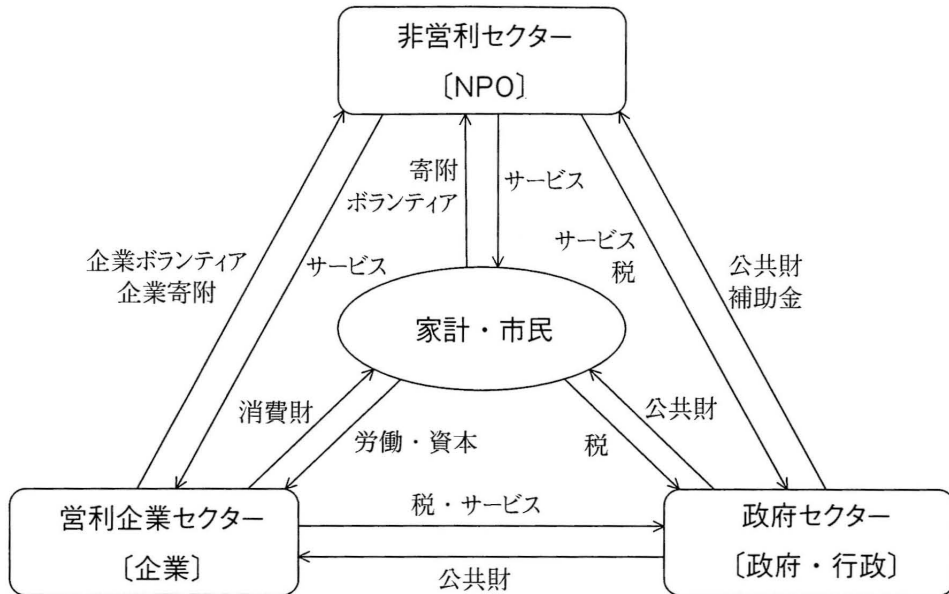 非営利セクター
〔NPO〕
寄附
ボランティア
サービス
企業ボランティア
企業寄附
サービス
サービス
税
公共財
補助金
家計・市民
消費財
労働・資本
公共財
税
営利企業セクター
〔企業〕
税・サービス
公共財
政府セクター
〔政府・行政〕